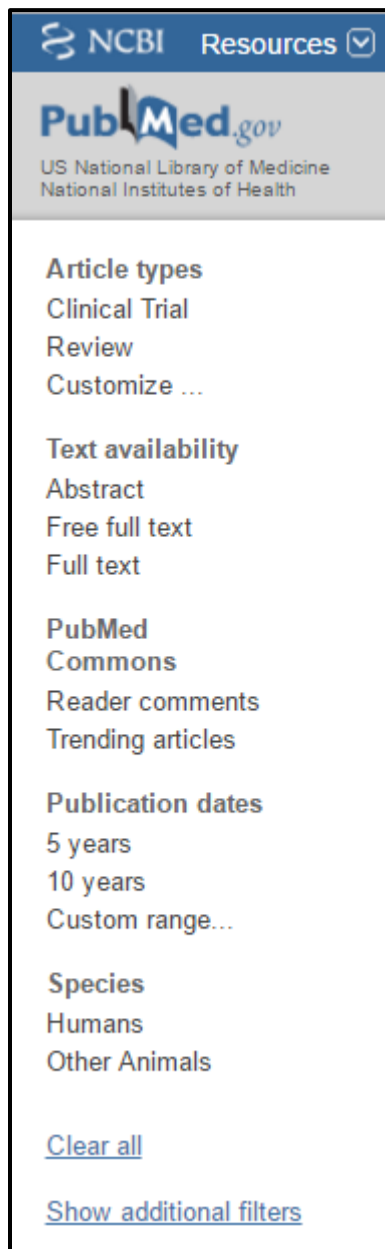 NCBI Resources
PubMed.gov
US National Library of Medicine
National Institutes of Health
Article types
Clinical Trial
Review
Customize ...
Text availability
Abstract
Free full text
Full text
PubMed
Commons
Reader comments
Trending articles
Publication dates
5 years
10 years
Custom range...
Species
Humans
Other Animals
Clear all
Show additional filters